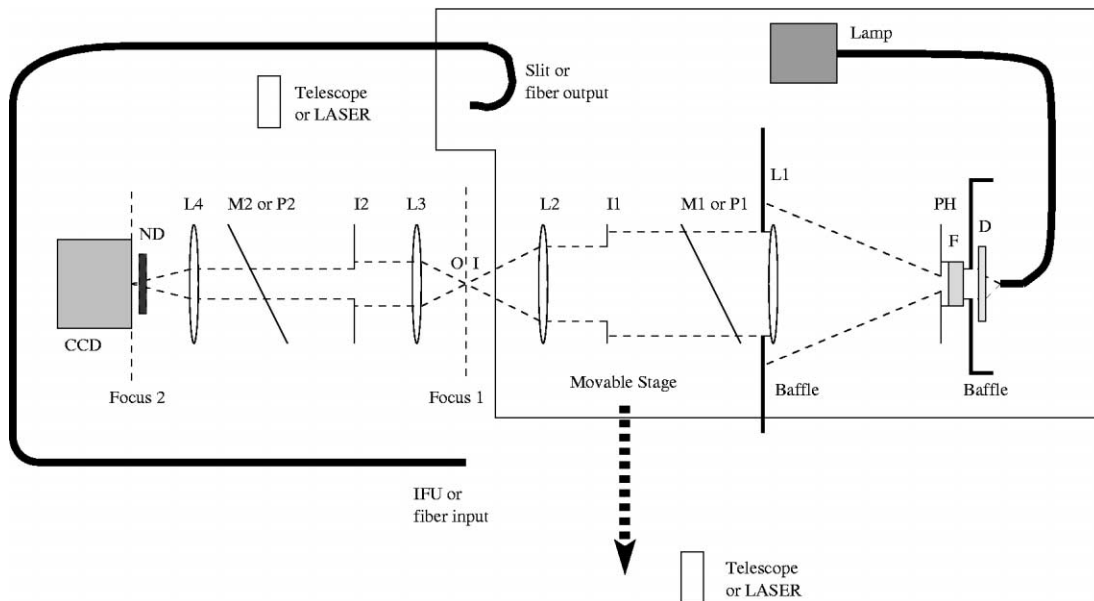 Lamp
Slit or
fiber output
Telescope
or LASER
L4
M2 or P2
I2
L3
L2
I1
M1 or P1
L1
PH
F
D
ND
O
I
CCD
Focus 2
Focus 1
Movable Stage
Baffle
Baffle
IFU or
fiber input
Telescope
or LASER